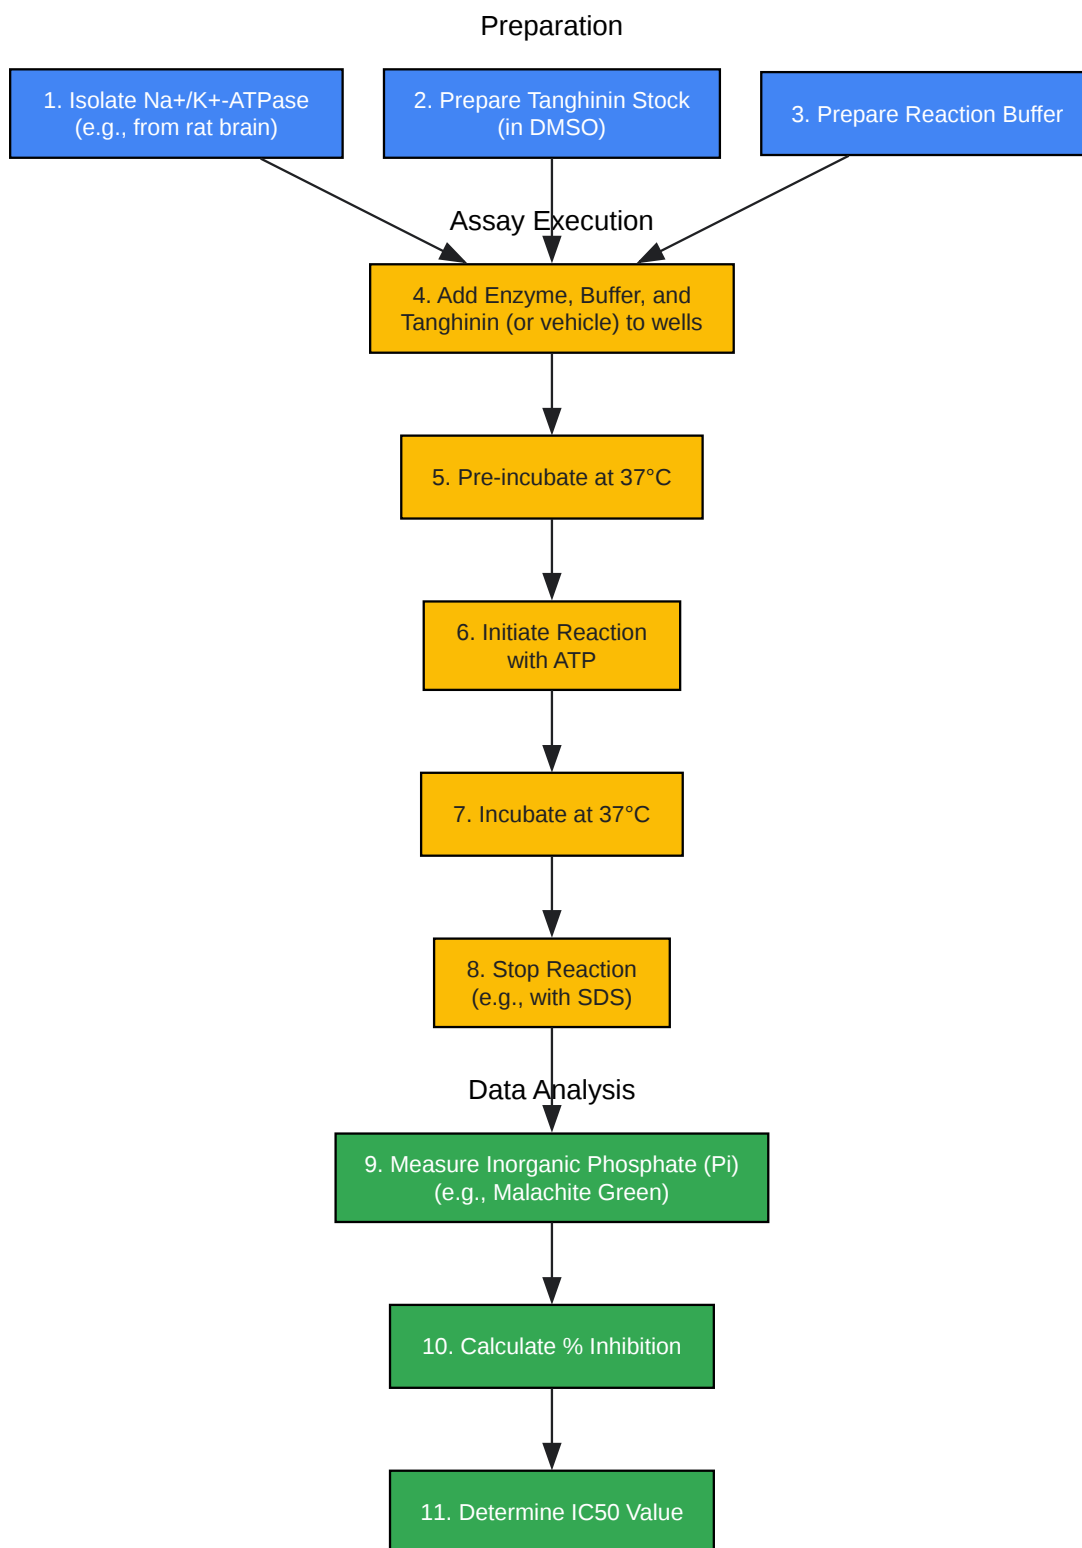 Preparation
1. Isolate Na+/K+-ATPase
(e.g., from rat brain)
2. Prepare Tanghinin Stock
(in DMSO)
3. Prepare Reaction Buffer
Assay Execution
4. Add Enzyme, Buffer, and
Tanghinin (or vehicle) to wells
5. Pre-incubate at 37°C
6. Initiate Reaction
with ATP
7. Incubate at 37°C
8. Stop Reaction
(e.g., with SDS)
Data Analysis
9. Measure Inorganic Phosphate (Pi)
(e.g., Malachite Green)
10. Calculate % Inhibition
11. Determine IC50 Value